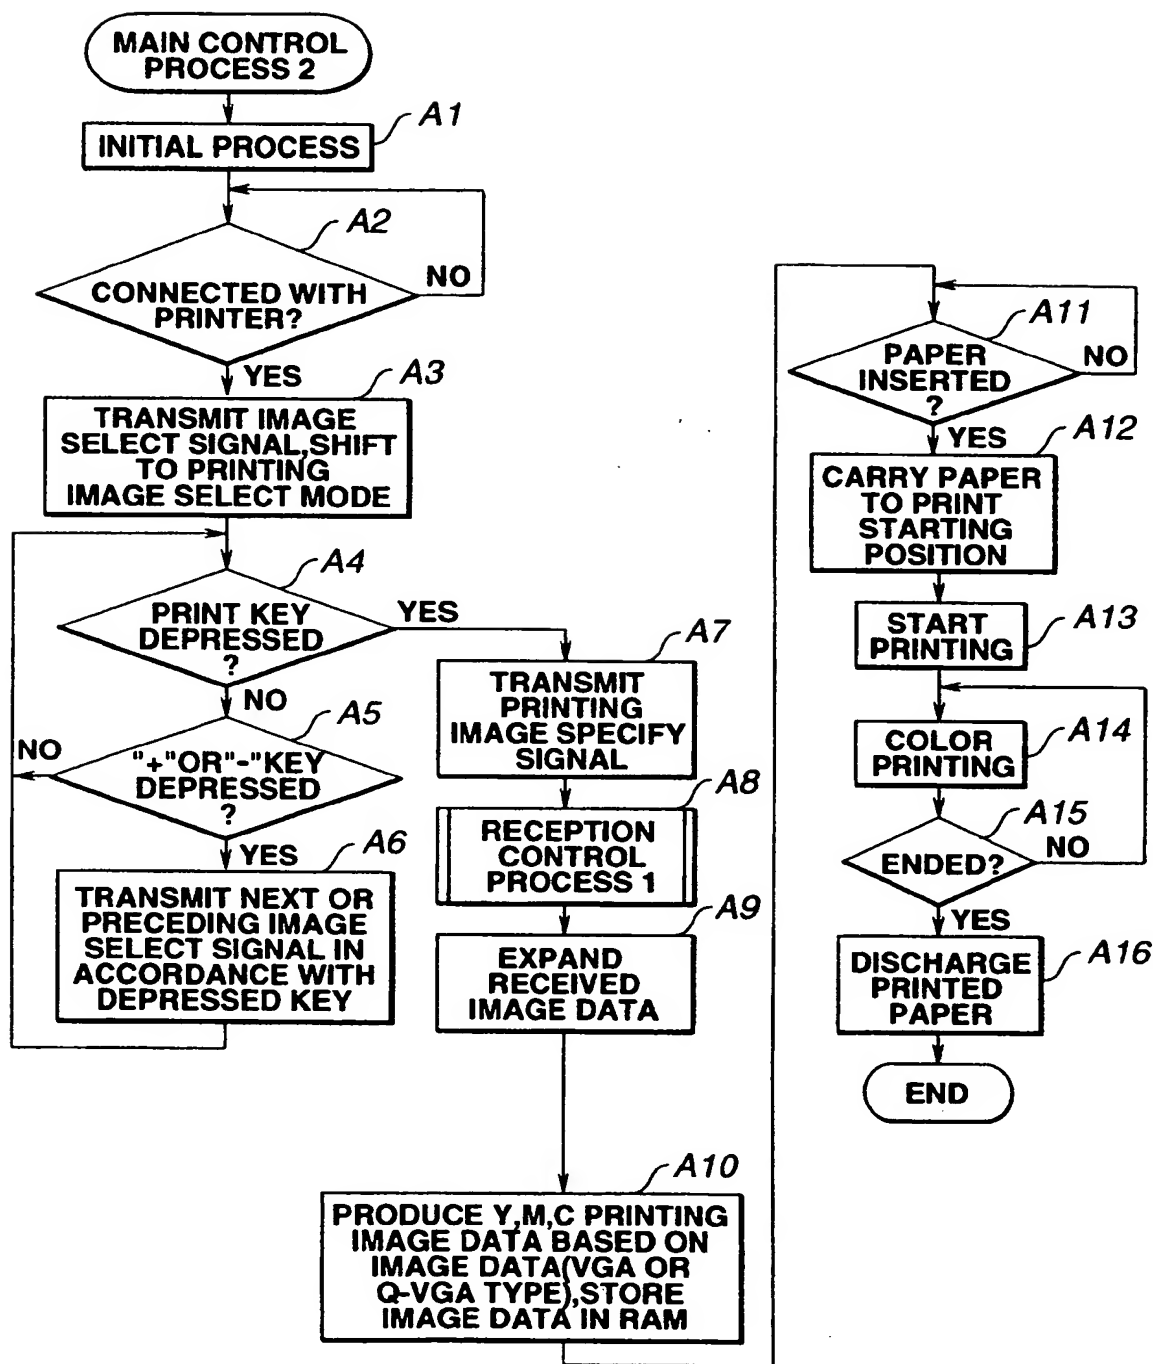 MAIN CONTROL
PROCESS 2
A1
INITIAL PROCESS
A2
CONNECTED WITH
PRINTER?
NO
YES
A3
TRANSMIT IMAGE
SELECT SIGNAL,SHIFT
TO PRINTING
IMAGE SELECT MODE
A4
PRINT KEY
DEPRESSED
?
YES
NO
A5
"+"OR"-"KEY
DEPRESSED
?
NO
YES
A6
TRANSMIT NEXT OR
PRECEDING IMAGE
SELECT SIGNAL IN
ACCORDANCE WITH
DEPRESSED KEY
A7
TRANSMIT
PRINTING
IMAGE SPECIFY
SIGNAL
A8
RECEPTION
CONTROL
PROCESS 1
A9
EXPAND
RECEIVED
IMAGE DATA
A10
PRODUCE Y,M,C PRINTING
IMAGE DATA BASED ON
IMAGE DATA(VGA OR
Q-VGA TYPE),STORE
IMAGE DATA IN RAM
A11
PAPER
INSERTED
?
NO
YES
A12
CARRY PAPER
TO PRINT
STARTING
POSITION
A13
START
PRINTING
A14
COLOR
PRINTING
A15
ENDED?
NO
YES
A16
DISCHARGE
PRINTED
PAPER
END